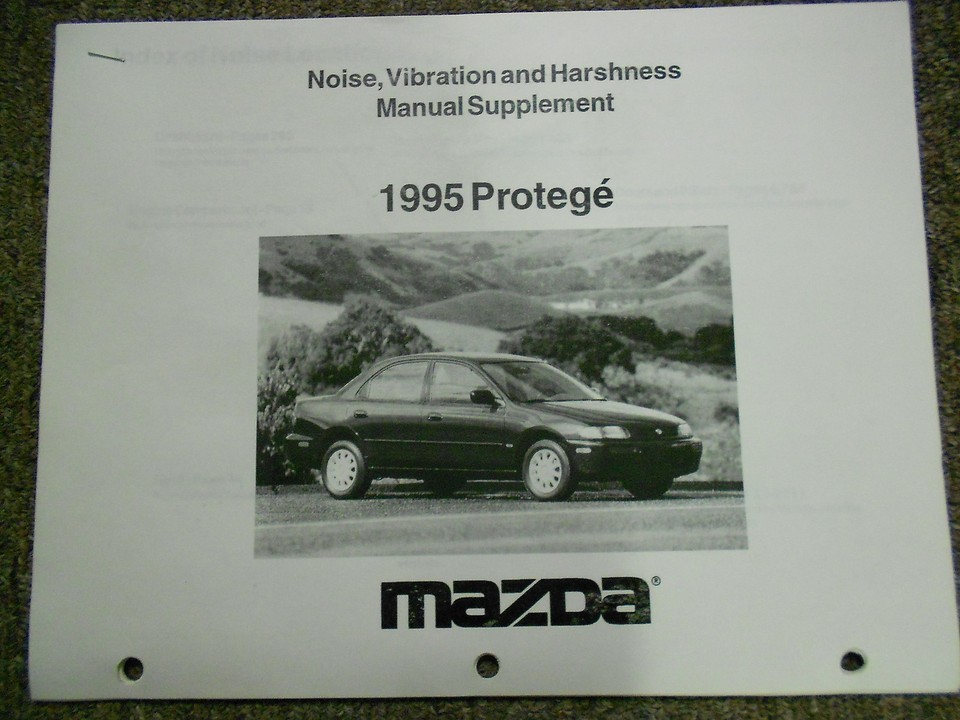 Noise, Vibration and Harshness
Manual Supplement
1995 Protegé
mazda®